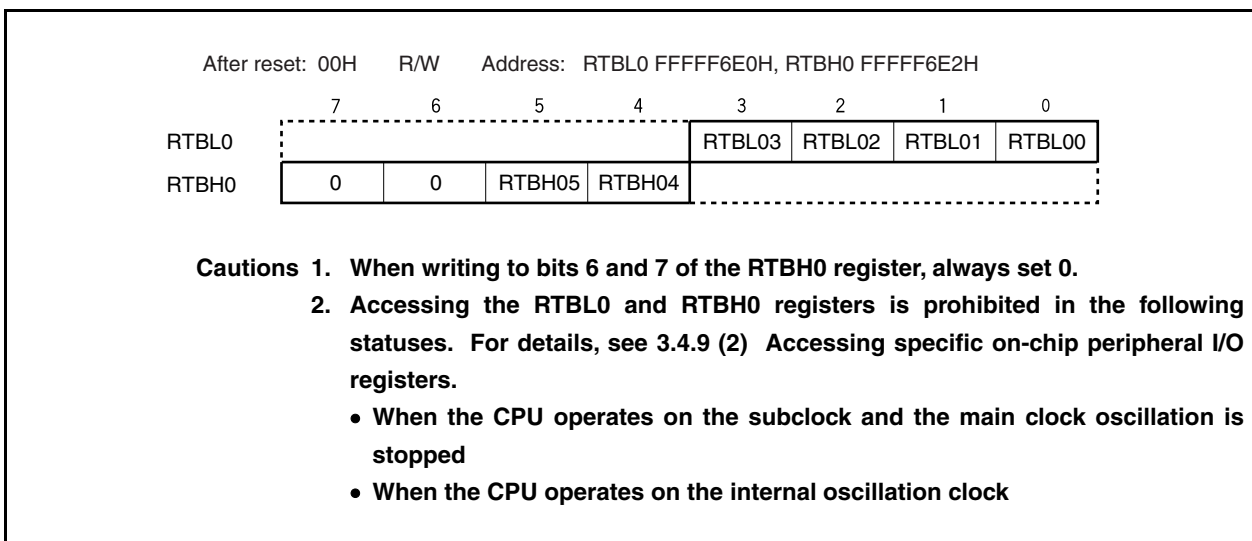 After reset: 00H R/W Address: RTBL0 FFFFF6E0H, RTBH0 FFFFF6E2H
7 6 5 4 3 2 1 0
RTBL0 RTBL03 RTBL02 RTBL01 RTBL00
RTBH0 0 0 RTBH05 RTBH04
Cautions 1. When writing to bits 6 and 7 of the RTBH0 register, always set 0.
2. Accessing the RTBL0 and RTBH0 registers is prohibited in the following
statuses. For details, see 3.4.9 (2) Accessing specific on-chip peripheral I/O
registers.
• When the CPU operates on the subclock and the main clock oscillation is
stopped
• When the CPU operates on the internal oscillation clock